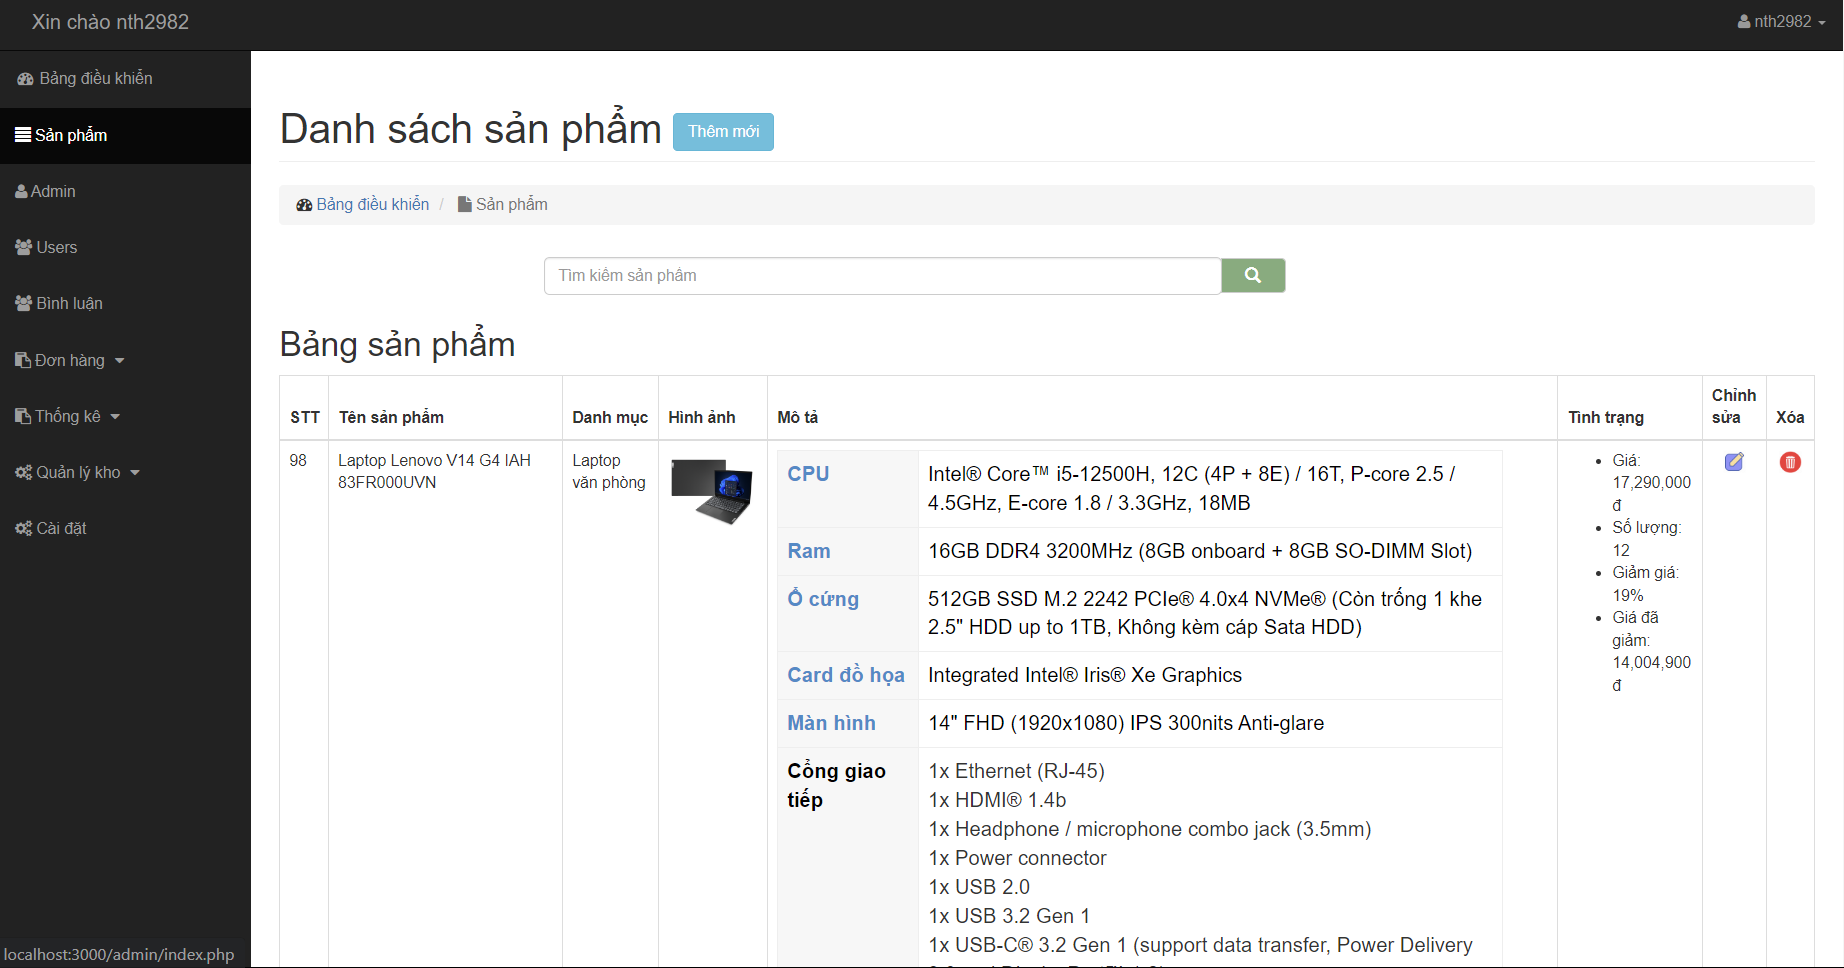 Xin chào nth2982
nth2982
Bảng điều khiển
Sản phẩm
Admin
Users
Bình luận
Đơn hàng
Thống kê
Quản lý kho
Cài đặt
Danh sách sản phẩm
Thêm mới
Bảng điều khiển / Sản phẩm
Tìm kiếm sản phẩm
Bảng sản phẩm
STT
Tên sản phẩm
Danh mục
Hình ảnh
Mô tả
Tình trạng
Chỉnh
sửa
Xóa
98
Laptop Lenovo V14 G4 IAH
83FR000UVN
Laptop
văn phòng
CPU
Intel® Core™ i5-12500H, 12C (4P + 8E) / 16T, P-core 2.5 /
4.5GHz, E-core 1.8 / 3.3GHz, 18MB
Ram
16GB DDR4 3200MHz (8GB onboard + 8GB SO-DIMM Slot)
Ổ cứng
512GB SSD M.2 2242 PCIe® 4.0x4 NVMe® (Còn trống 1 khe
2.5" HDD up to 1TB, Không kèm cáp Sata HDD)
Card đồ họa
Integrated Intel® Iris® Xe Graphics
Màn hình
14" FHD (1920x1080) IPS 300nits Anti-glare
Cổng giao
tiếp
1x Ethernet (RJ-45)
1x HDMI® 1.4b
1x Headphone / microphone combo jack (3.5mm)
1x Power connector
1x USB 2.0
1x USB 3.2 Gen 1
1x USB-C® 3.2 Gen 1 (support data transfer, Power Delivery
Giá:
17,290,000
đ
Số lượng:
12
Giảm giá:
19%
Giá đã
giảm:
14,004,900
đ
localhost:3000/admin/index.php